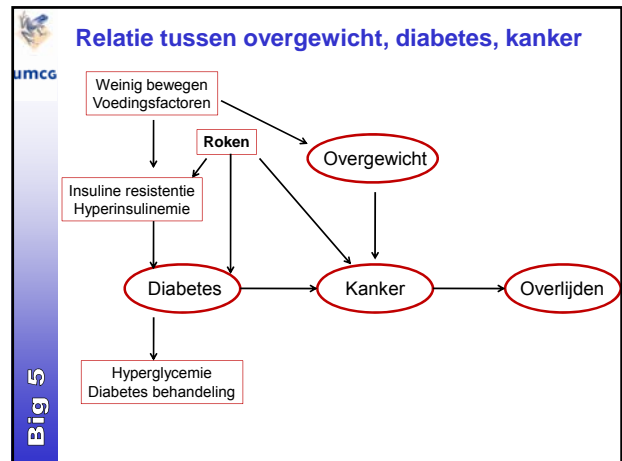 Relatie tussen overgewicht, diabetes, kanker
umcg
Weinig bewegen
Voedingsfactoren
Roken
Overgewicht
Insuline resistentie
Hyperinsulinemie
Diabetes
Kanker
Overlijden
Hyperglycemie
Diabetes behandeling
Big 5